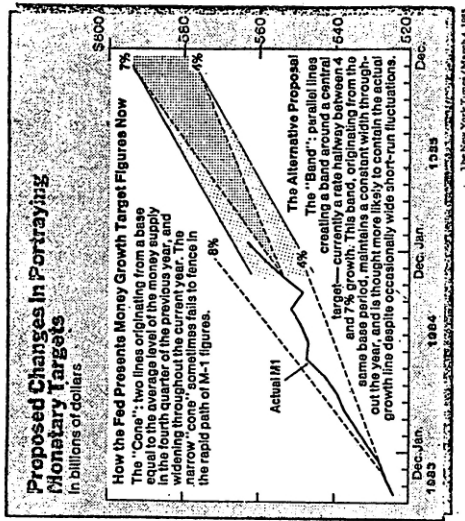 Proposed Changes In Portraying
Monetary Targets
In billions of dollars
How the Fed Presents Money Growth Target Figures Now
The "Cone": two lines originating from a base
equal to the average level of the money supply
in the fourth quarter of the previous year, and
widening throughout the current year. The
narrow "cone" sometimes fails to fence in
the rapid path of M-1 figures.
$600
7%
580
4%
560
540
520
8%
4%
Actual M1
The Alternative Proposal
The "Band": parallel lines
creating a band around a central
target— currently a rate halfway between 4
and 7% growth. This band, originating from the
same base period, maintains a constant width through-
out the year, and is thought more likely to contain the actual
growth line despite occasionally wide short-run fluctuations.
Dec. Jan.
Dec. Jan.
Dec.
1983
1984
1985
The New York Times/March 4, 1985